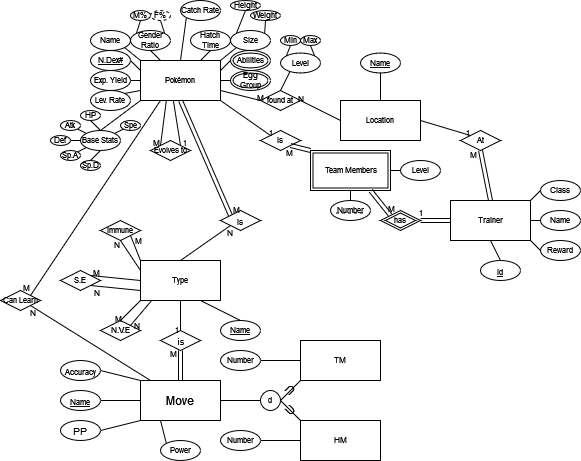 Height
Catch Rate
M%
F%
Weight
Name
Gender
Ratio
Hatch
Time
Size
Min
Max
N.Dex#
Abilities
Level
Name
Exp. Yield
Pokémon
Egg
Group
Lev. Rate
M
found at
N
HP
Location
Atk
Spe
Base Stats
Def
M
1
Evolves to
1
is
M
1
At
M
Sp.A
Sp.D
Team Members
Level
Class
Number
M
has
1
Trainer
Name
M
is
N
Immune
M
N
Reward
Id
S.E
M
N
Type
M
Can Learn
N
M
N
N.V.E
Name
1
is
M
Number
TM
Accuracy
Name
Move
d
U
U
PP
Power
Number
HM